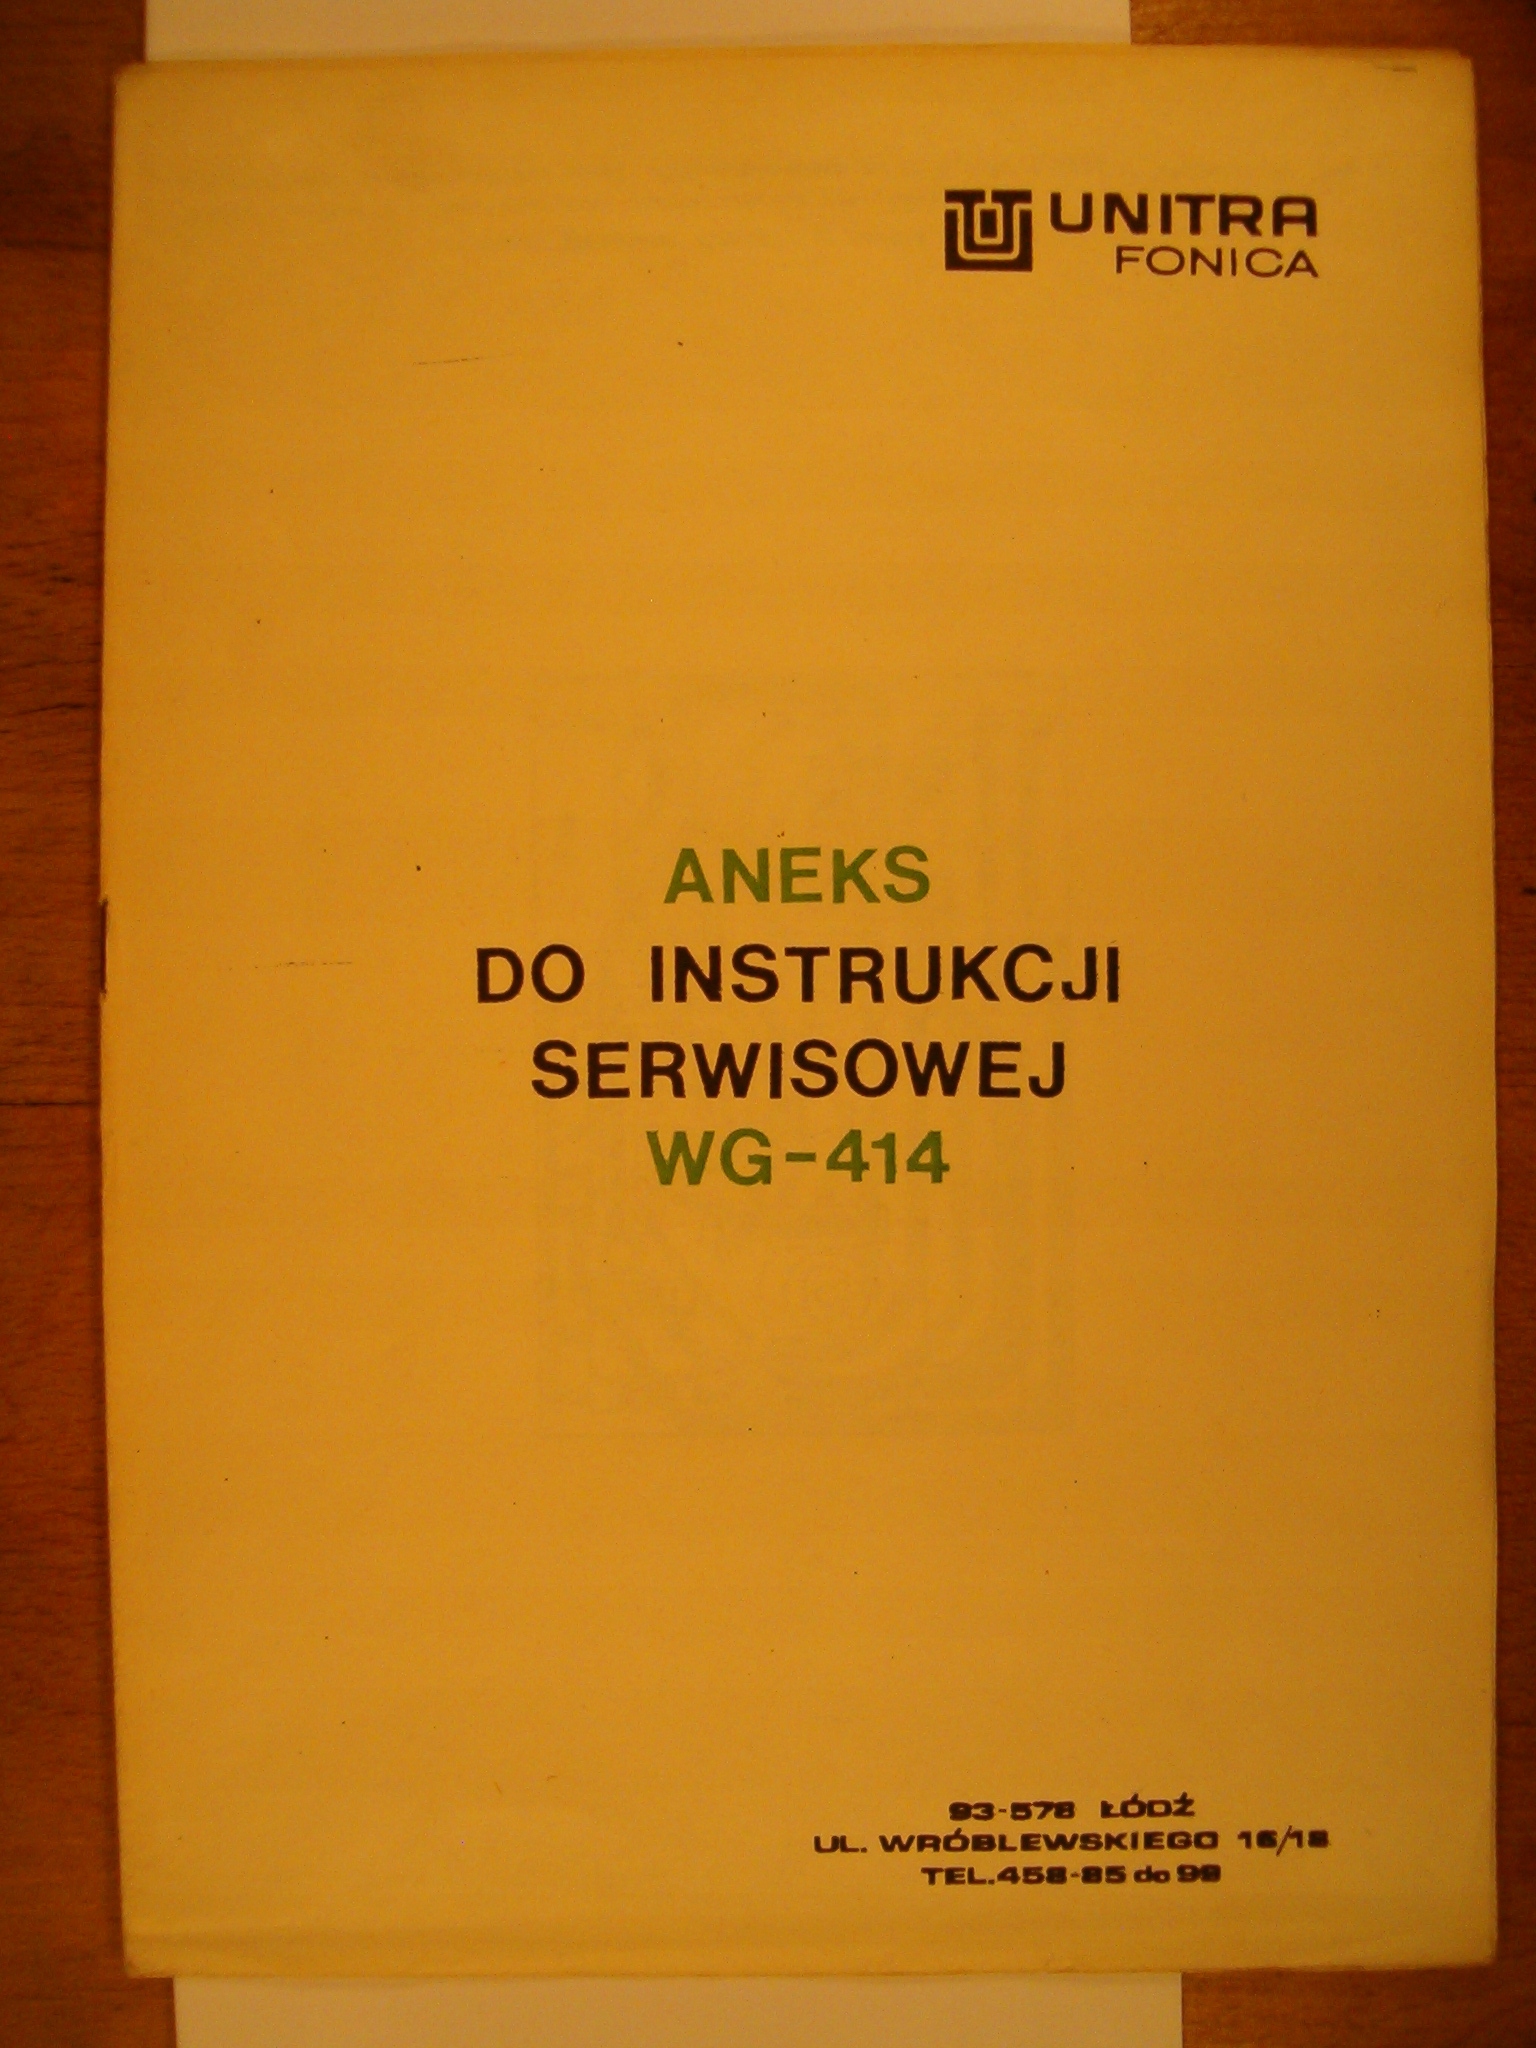 UNITRA
FONICA
ANEKS
DO INSTRUKCJI
SERWISOWEJ
WG-414
93-578 ŁÓDŹ
UL. WRÓBLEWSKIEGO 16/18
TEL.458-85 do 99